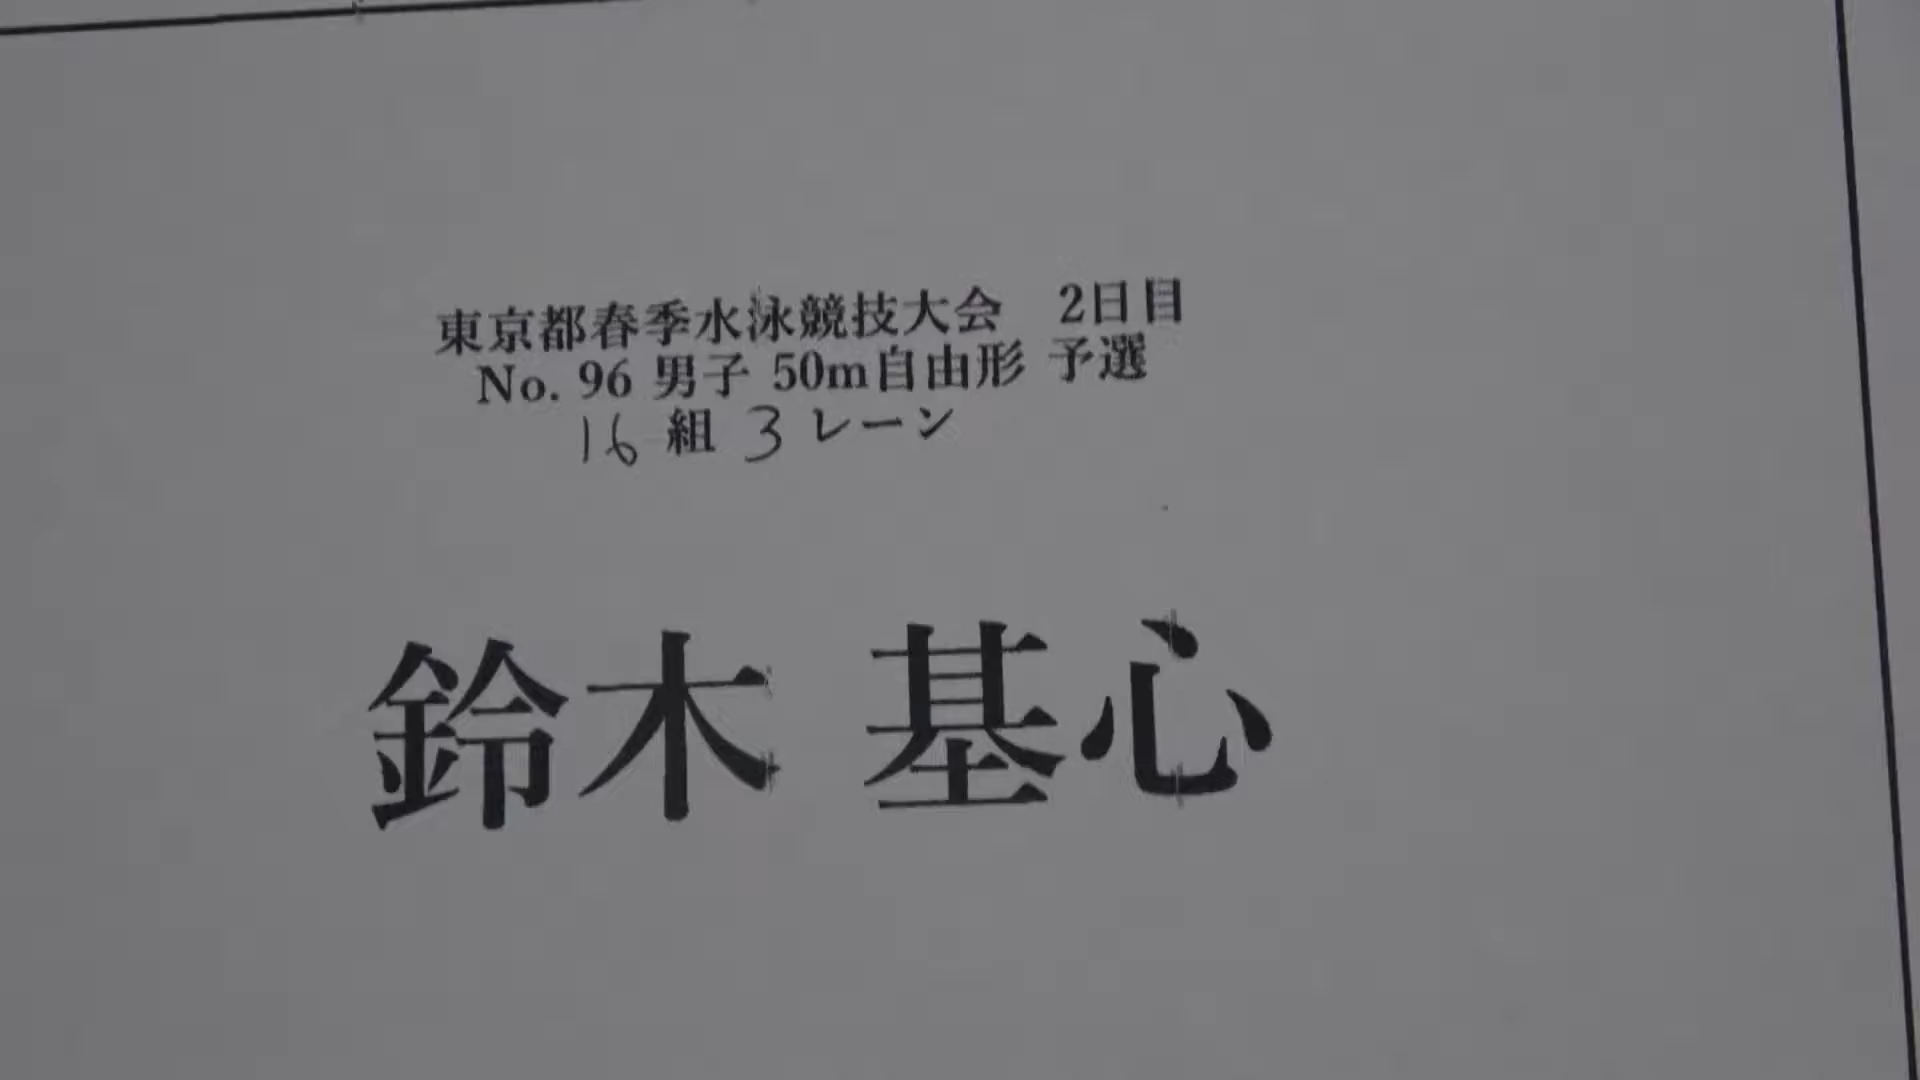 東京都春季水泳競技大会　2日目
No. 96 男子 50m自由形 予選
16 組 3 レーン
鈴木 基心